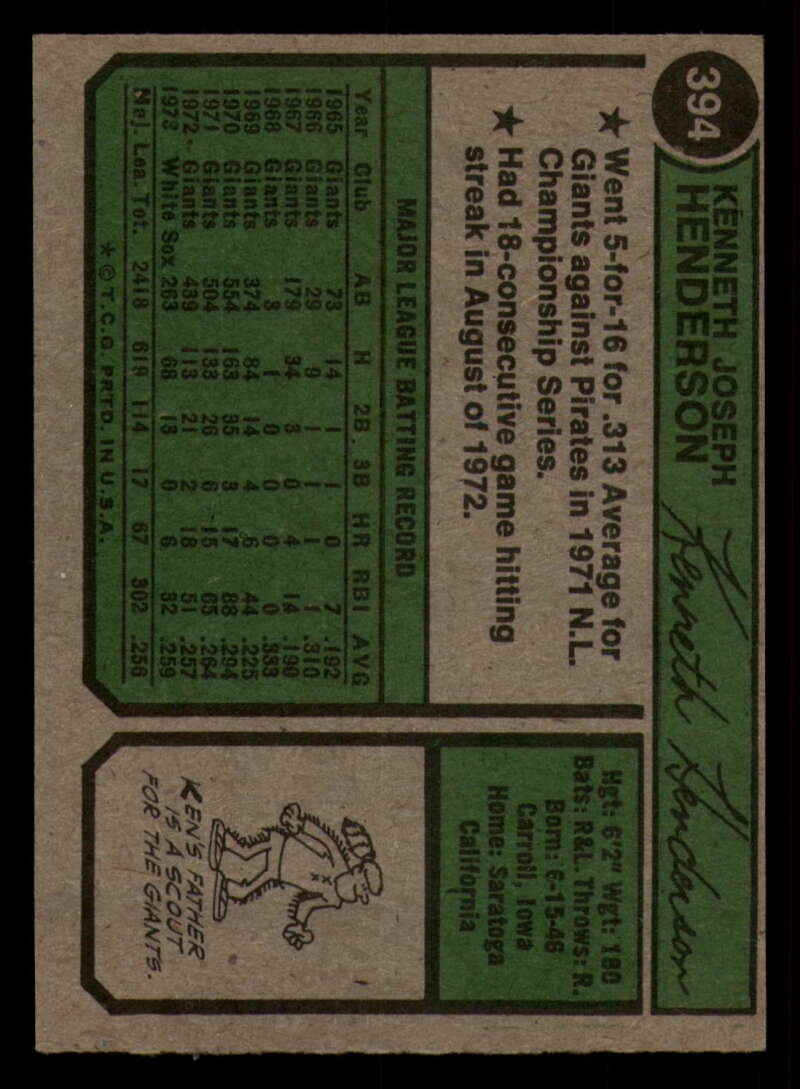 394
KENNETH JOSEPH
HENDERSON
Kenneth Henderson
★ Went 5-for-16 for .313 Average for
Giants against Pirates in 1971 N.L.
Championship Series.
★ Had 18-consecutive game hitting
streak in August of 1972.
Hgt: 6'2" Wgt: 180
Bats: R&L Throws: R.
Born: 6-15-46
Carroll, Iowa
Home: Saratoga
California
MAJOR LEAGUE BATTING RECORD
Year Club AB H 2B. 3B HR RBI AVG
1965 Giants 73 14 1 1 0 7 .192
1966 Giants 29 9 1 1 1 1 .310
1967 Giants 179 34 3 0 4 14 .190
1968 Giants 3 1 0 0 0 0 .333
1969 Giants 374 84 14 4 6 44 .225
1970 Giants 554 163 35 3 17 88 .294
1971 Giants 504 133 26 6 15 65 .264
1972 Giants 439 113 21 2 18 51 .257
1973 White Sox 263 68 13 0 6 32 .259
Maj. Lea. Tot. 2418 619 114 17 67 302 .256
* © T.C.G. PRTD. IN U.S.A.
KEN'S FATHER
IS A SCOUT
FOR THE GIANTS.